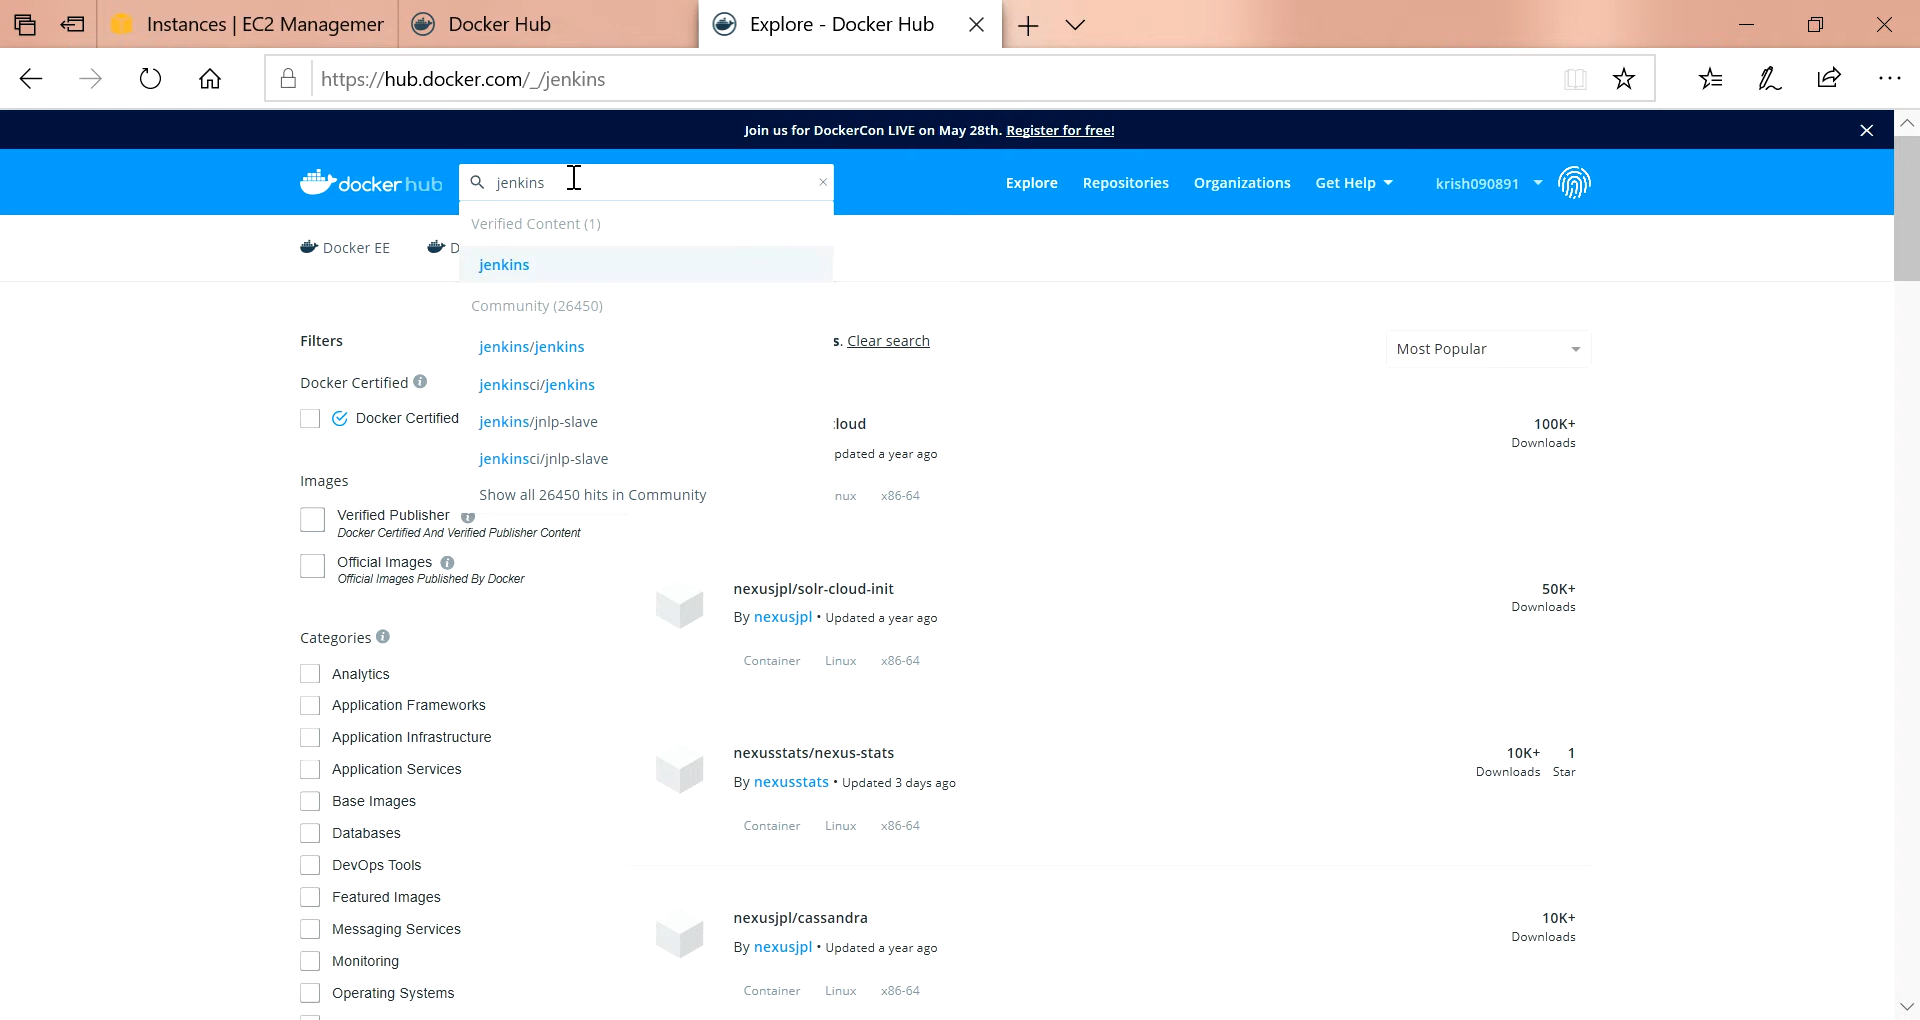 Instances | EC2 Managemer
Docker Hub
Explore - Docker Hub
https://hub.docker.com/_/jenkins
Join us for DockerCon LIVE on May 28th. Register for free!
docker hub
jenkins
Explore
Repositories
Organizations
Get Help
krish090891
Verified Content (1)
Docker EE
D
jenkins
Community (26450)
jenkins/jenkins
jenkinsci/jenkins
jenkins/jnlp-slave
jenkinsci/jnlp-slave
Show all 26450 hits in Community
Filters
s. Clear search
Most Popular
Docker Certified
Docker Certified
Images
Verified Publisher
Docker Certified And Verified Publisher Content
Official Images
Official Images Published By Docker
Categories
Analytics
Application Frameworks
Application Infrastructure
Application Services
Base Images
Databases
DevOps Tools
Featured Images
Messaging Services
Monitoring
Operating Systems
:loud
100K+
Downloads
pdated a year ago
nux x86-64
nexusjpl/solr-cloud-init
50K+
Downloads
By nexusjpl • Updated a year ago
Container Linux x86-64
nexusstats/nexus-stats
10K+ 1
Downloads Star
By nexusstats • Updated 3 days ago
Container Linux x86-64
nexusjpl/cassandra
10K+
Downloads
By nexusjpl • Updated a year ago
Container Linux x86-64